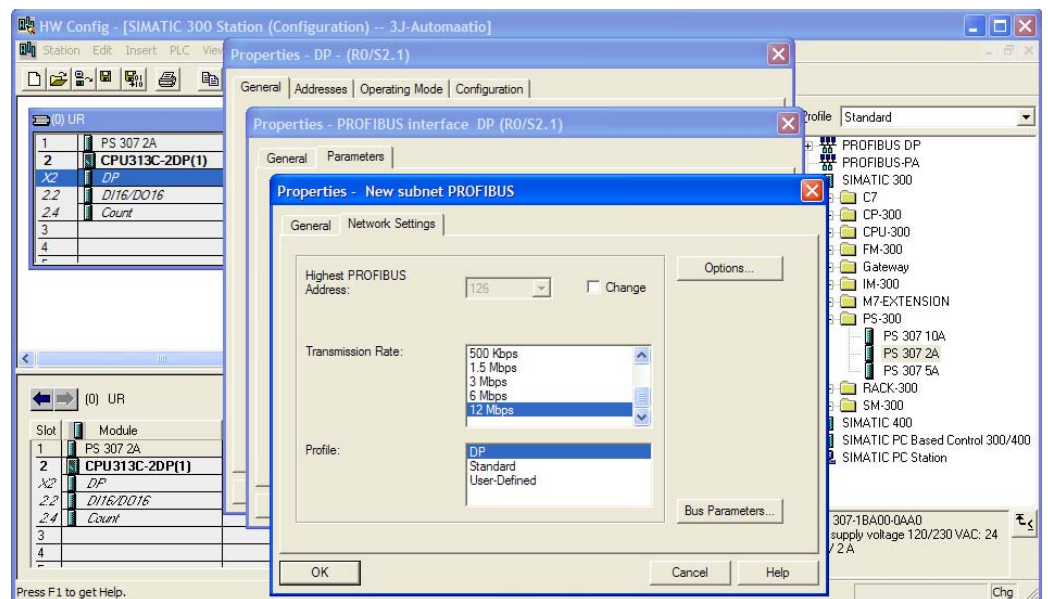 HW Config - [SIMATIC 300 Station (Configuration) -- 3J-Automaatio]
Station Edit Insert PLC View
Properties - DP - (R0/S2.1)
General Addresses Operating Mode Configuration
Properties - PROFIBUS interface DP (R0/S2.1)
General Parameters
Properties - New subnet PROFIBUS
General Network Settings
Highest PROFIBUS
Address:
126
Change
Options...
Transmission Rate:
500 Kbps
1.5 Mbps
3 Mbps
6 Mbps
12 Mbps
Profile:
DP
Standard
User-Defined
Bus Parameters...
OK
Cancel
Help
(0) UR
1 PS 307 2A
2 CPU313C-2DP(1)
X2 DP
2.2 DI16/DO16
2.4 Count
3
4
(0) UR
Slot Module
1 PS 307 2A
2 CPU313C-2DP(1)
X2 DP
2.2 DI16/DO16
2.4 Count
3
4
Profile Standard
PROFIBUS DP
PROFIBUS-PA
SIMATIC 300
C7
CP-300
CPU-300
FM-300
Gateway
IM-300
M7-EXTENSION
PS-300
PS 307 10A
PS 307 2A
PS 307 5A
RACK-300
SM-300
SIMATIC 400
SIMATIC PC Based Control 300/400
SIMATIC PC Station
307-1BA00-0AA0
supply voltage 120/230 VAC: 24
/ 2 A
Press F1 to get Help.
Chg